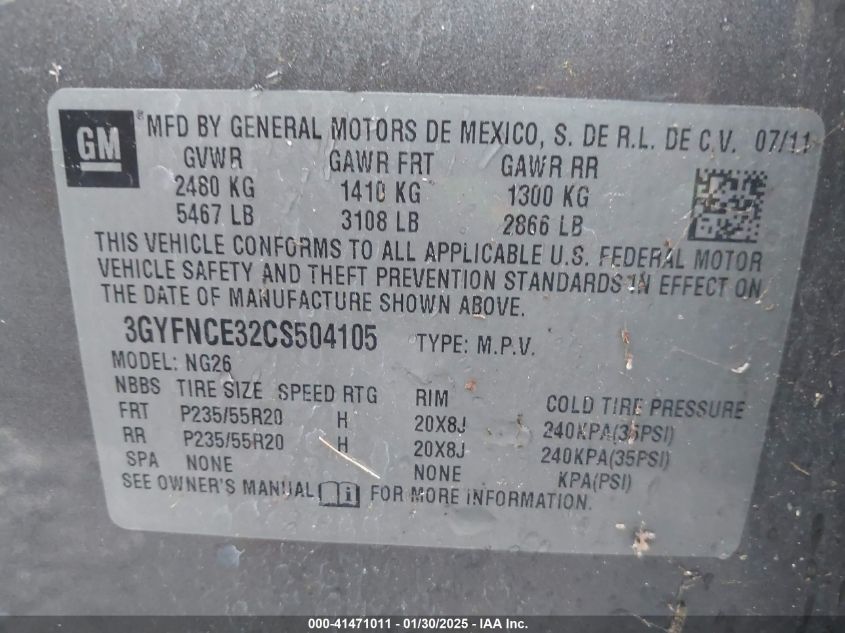 GM® MFD BY GENERAL MOTORS DE MEXICO, S. DE R.L. DE C.V. 07/11
GVWR GAWR FRT GAWR RR
2480 KG 1410 KG 1300 KG
5467 LB 3108 LB 2866 LB
THIS VEHICLE CONFORMS TO ALL APPLICABLE U.S. FEDERAL MOTOR
VEHICLE SAFETY AND THEFT PREVENTION STANDARDS IN EFFECT ON
THE DATE OF MANUFACTURE SHOWN ABOVE.
3GYFNCE32CS504105 TYPE: M.P.V.
MODEL: NG26
NBBS TIRE SIZE SPEED RTG RIM COLD TIRE PRESSURE
FRT P235/55R20 H 20X8J 240KPA(35PSI)
RR P235/55R20 H 20X8J 240KPA(35PSI)
SPA NONE NONE KPA(PSI)
SEE OWNER'S MANUAL FOR MORE INFORMATION.
000-41471011 - 01/30/2025 - IAA Inc.